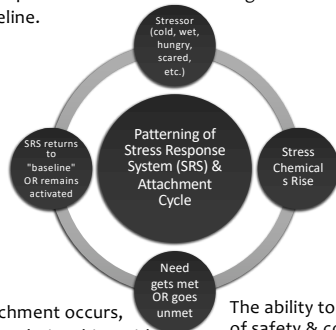 eline.
Stressor
(cold, wet,
hungry,
scared,
etc.)
Patterning of
Stress Response
System (SRS) &
Attachment
Cycle
Stress
Chemical
s Rise
Need
gets met
OR goes
unmet
SRS returns
to
"baseline"
OR remains
activated
chment occurs,
The ability to
of safety & co